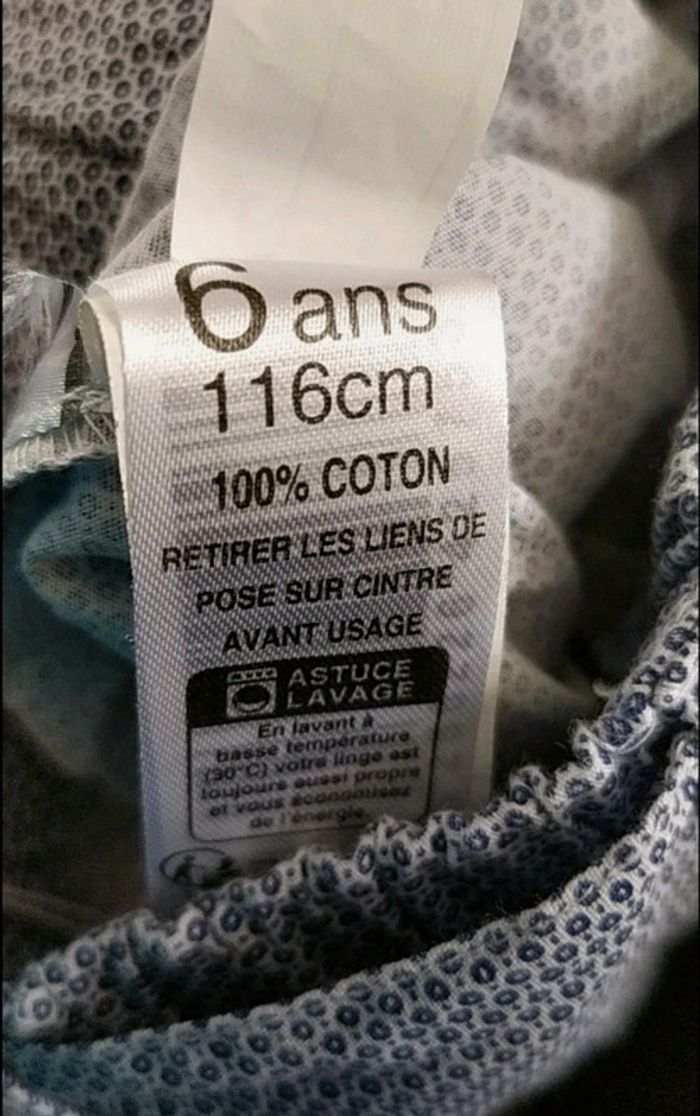 6 ans
116cm
100% COTON
RETIRER LES LIENS DE
POSE SUR CINTRE
AVANT USAGE
ASTUCE
LAVAGE
En lavant à
basse température
(30°C) votre linge est
toujours aussi propre
et vous économisez
de l'énergie